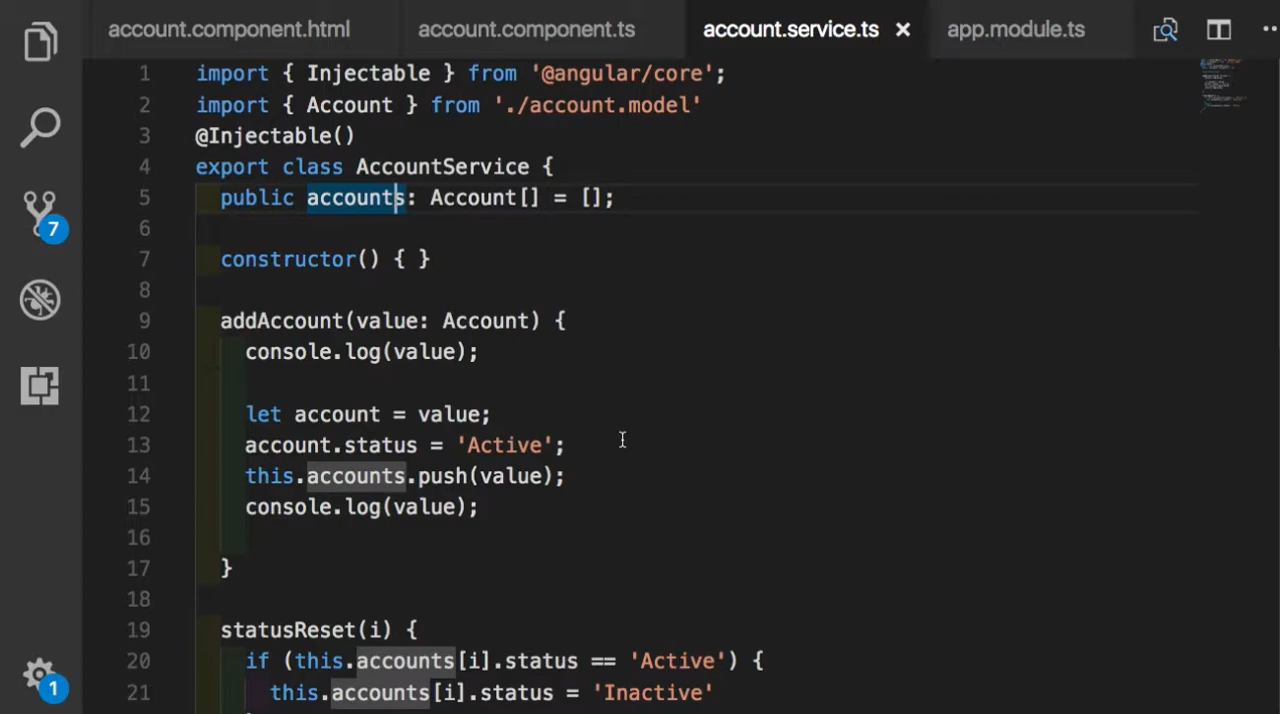 account.component.html account.component.ts account.service.ts app.module.ts
1 import { Injectable } from '@angular/core';
2 import { Account } from './account.model'
3 @Injectable()
4 export class AccountService {
5 public accounts: Account[] = [];
6
7 constructor() { }
8
9 addAccount(value: Account) {
10 console.log(value);
11
12 let account = value;
13 account.status = 'Active';
14 this.accounts.push(value);
15 console.log(value);
16
17 }
18
19 statusReset(i) {
20 if (this.accounts[i].status == 'Active') {
21 this.accounts[i].status = 'Inactive'
7
1